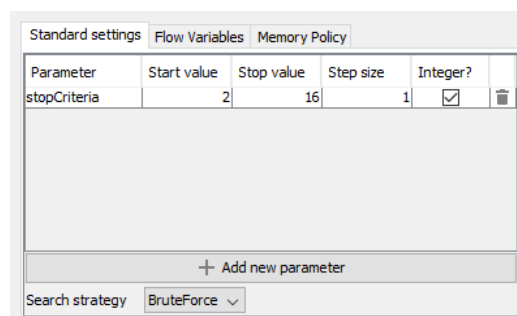 Standard settings Flow Variables Memory Policy
Parameter Start value Stop value Step size Integer?
stopCriteria 2 16 1
Add new parameter
Search strategy BruteForce